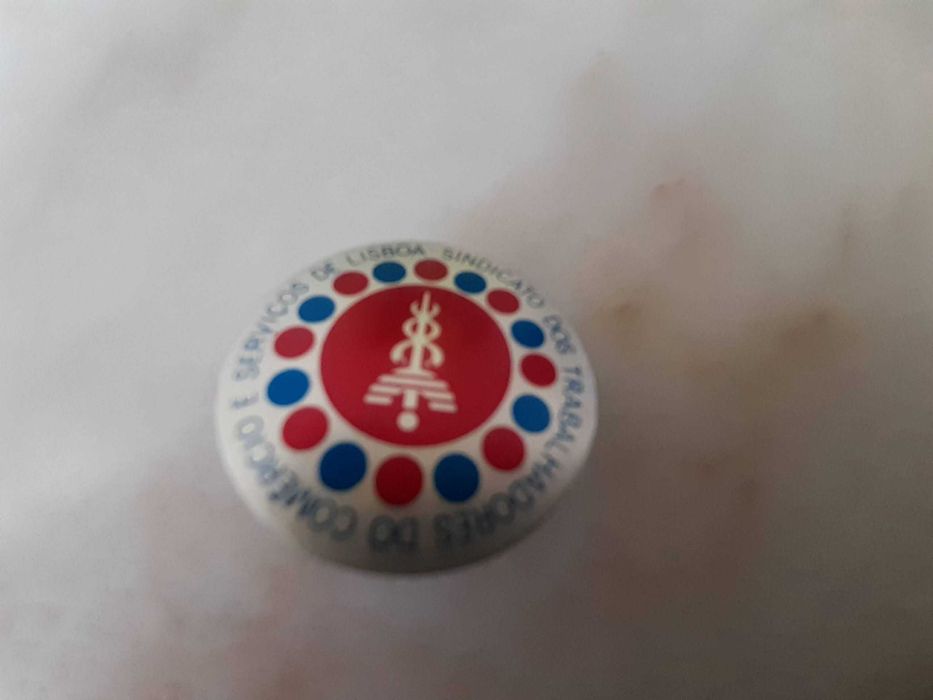 SINDICATO DOS TRABALHADORES DO COMÉRCIO E SERVIÇOS DE LISBOA